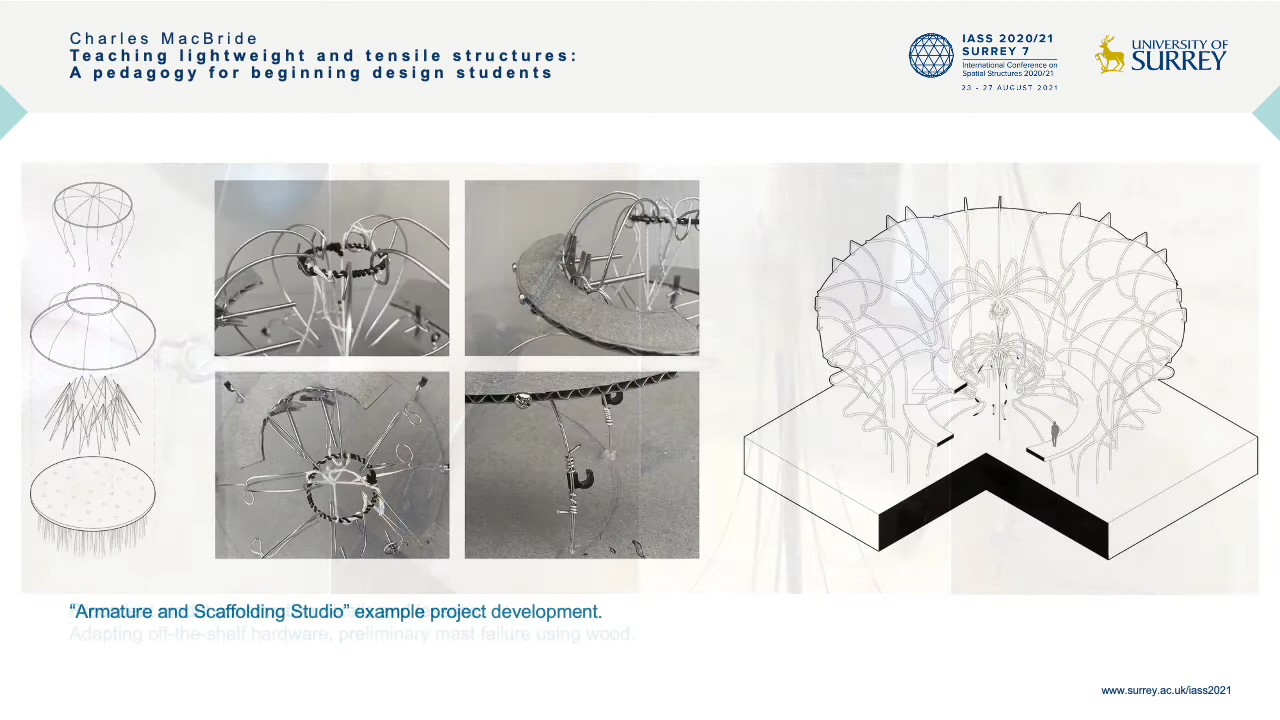 Charles MacBride
Teaching lightweight and tensile structures:
A pedagogy for beginning design students
IASS 2020/21
SURREY 7
International Conference on
Spatial Structures 2020/21
23 - 27 AUGUST 2021
UNIVERSITY OF
SURREY
“Armature and Scaffolding Studio” example project development.
Adapting off-the-shelf hardware, preliminary mast failure using wood.
www.surrey.ac.uk/iass2021